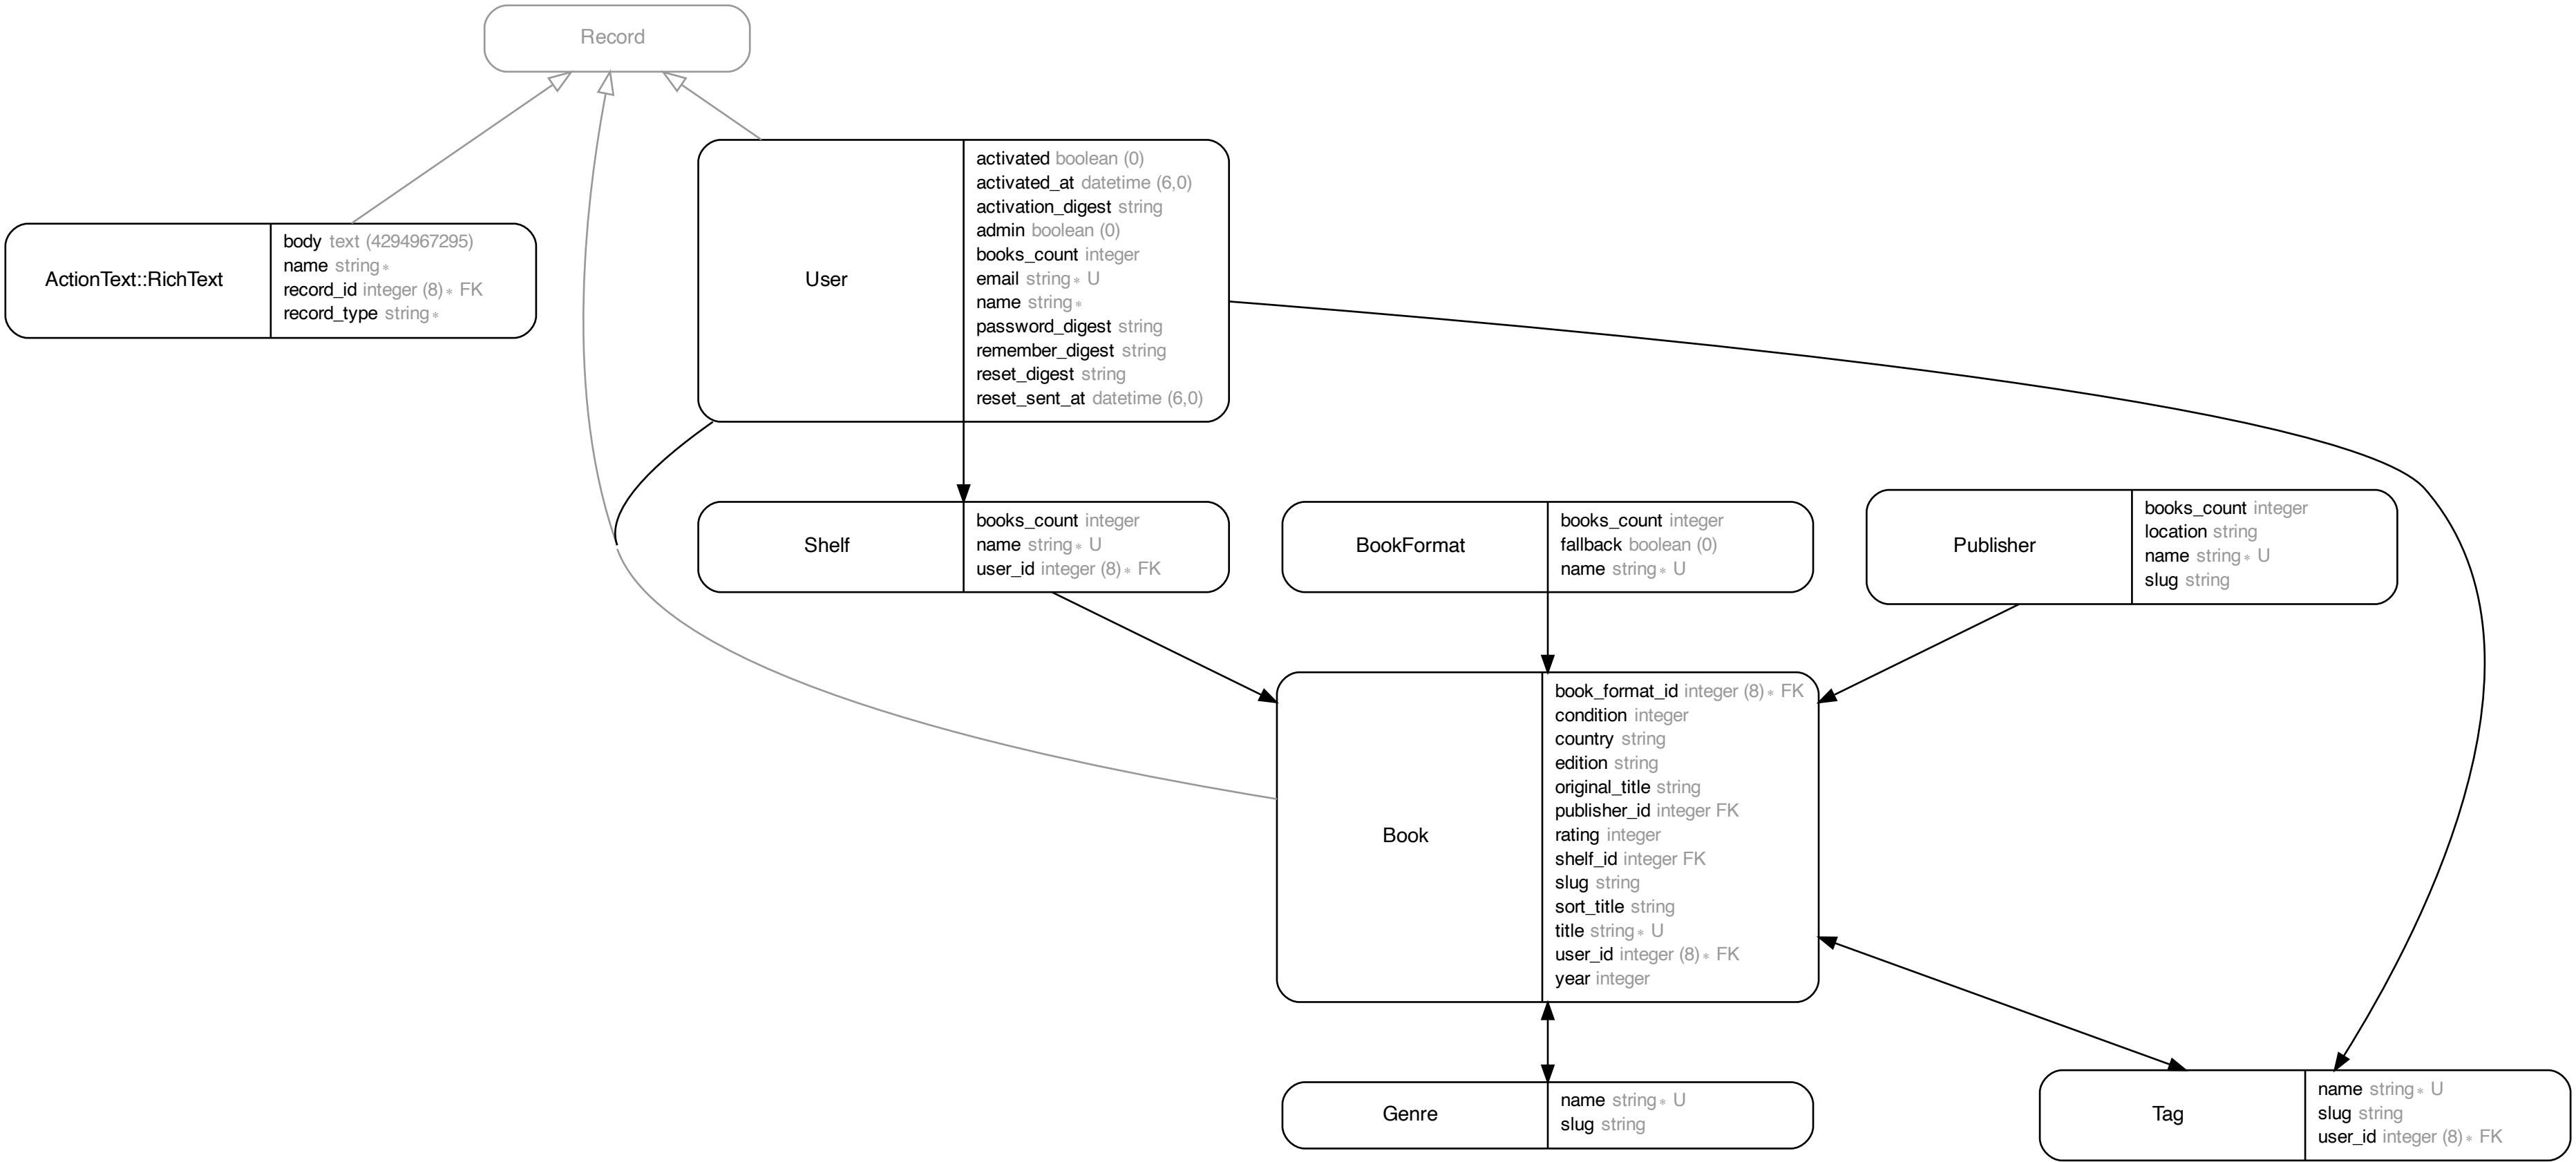 Record
ActionText::RichText
body text (4294967295)
name string∗
record_id integer (8)∗ FK
record_type string∗
User
activated boolean (0)
activated_at datetime (6,0)
activation_digest string
admin boolean (0)
books_count integer
email string∗ U
name string∗
password_digest string
remember_digest string
reset_digest string
reset_sent_at datetime (6,0)
Shelf
books_count integer
name string∗ U
user_id integer (8)∗ FK
BookFormat
books_count integer
fallback boolean (0)
name string∗ U
Publisher
books_count integer
location string
name string∗ U
slug string
Book
book_format_id integer (8)∗ FK
condition integer
country string
edition string
original_title string
publisher_id integer FK
rating integer
shelf_id integer FK
slug string
sort_title string
title string∗ U
user_id integer (8)∗ FK
year integer
Genre
name string∗ U
slug string
Tag
name string∗ U
slug string
user_id integer (8)∗ FK